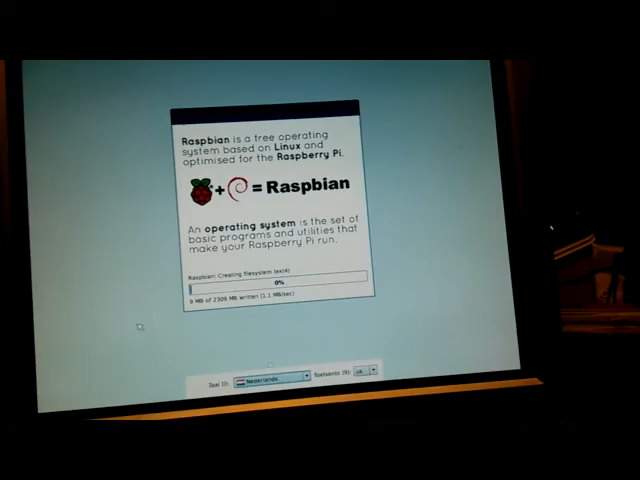 Raspbian is a free operating
system based on Linux and
optimised for the Raspberry Pi.
+ = Raspbian
An operating system is the set of
basic programs and utilities that
make your Raspberry Pi run.
Raspbian: Creating filesystem (ext4)
0%
9 MB of 2309 MB written (1.1 MB/sec)
Taal (l): Nederlands Toetsenb (9): us